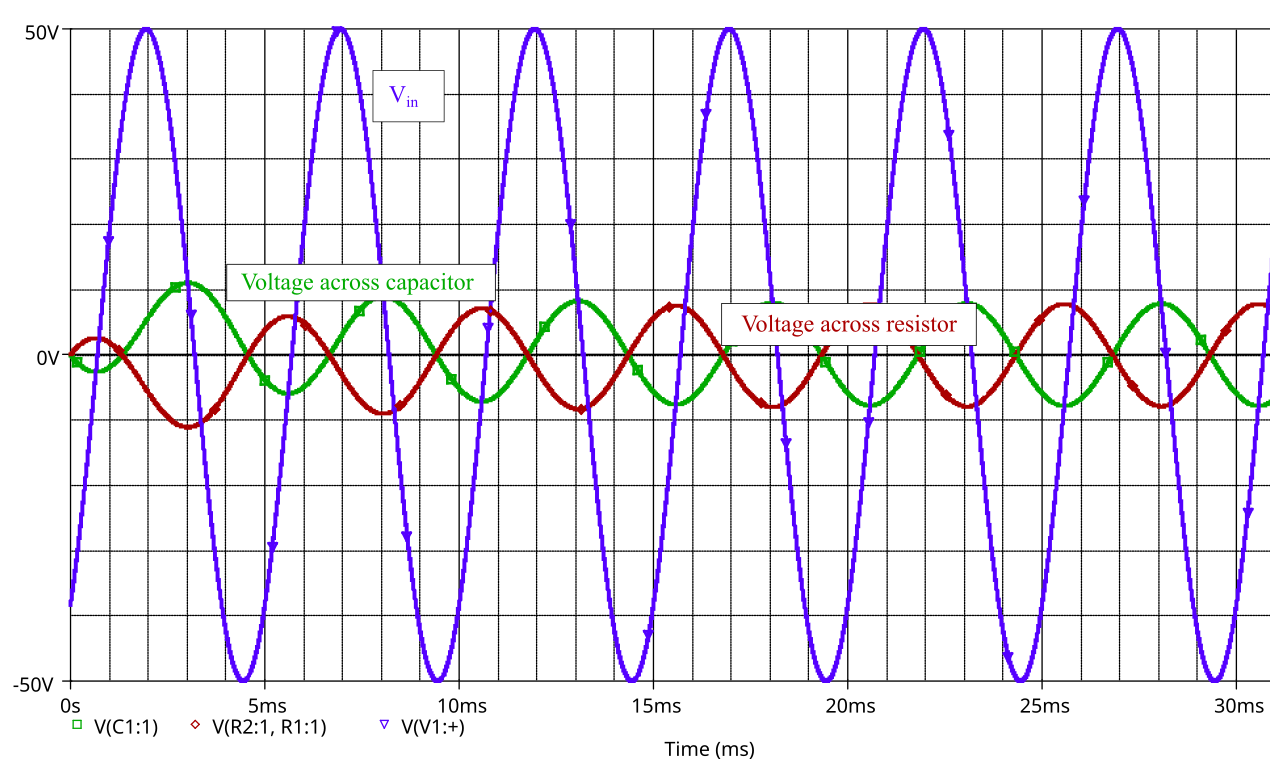 50V
V_in
Voltage across capacitor
Voltage across resistor
0V
-50V
0s 5ms 10ms 15ms 20ms 25ms 30ms
V(C1:1) V(R2:1, R1:1) V(V1:+)
Time (ms)